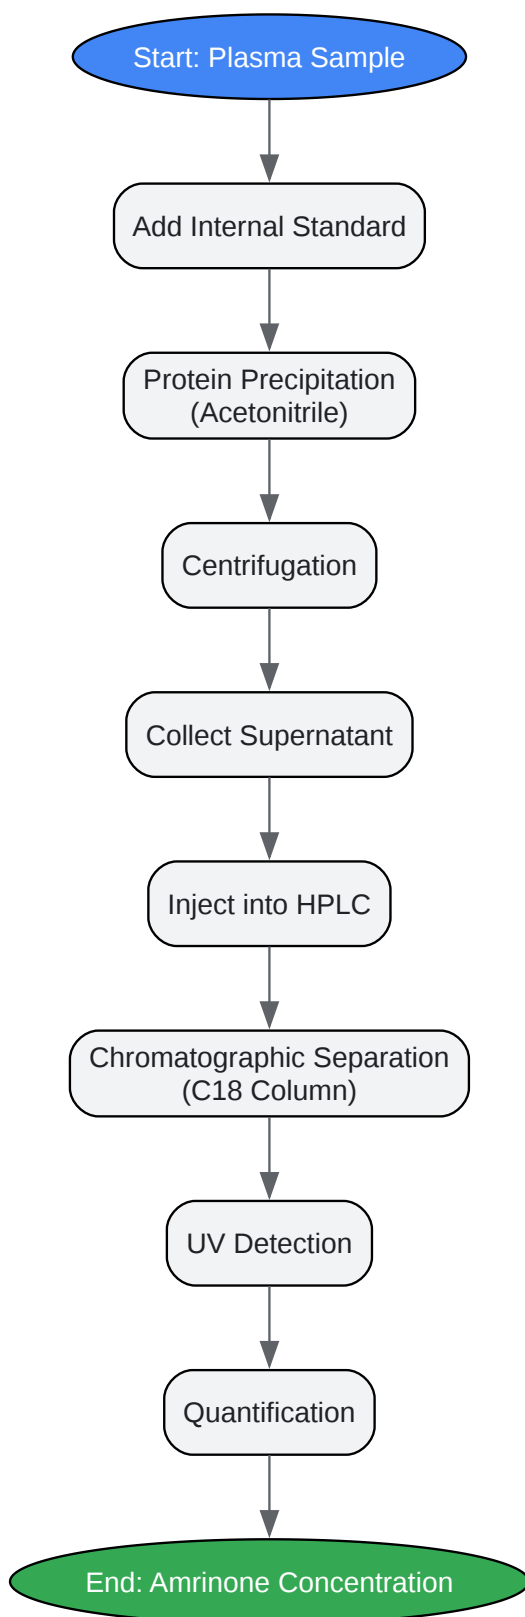 Start: Plasma Sample
Add Internal Standard
Protein Precipitation
(Acetonitrile)
Centrifugation
Collect Supernatant
Inject into HPLC
Chromatographic Separation
(C18 Column)
UV Detection
Quantification
End: Amrinone Concentration